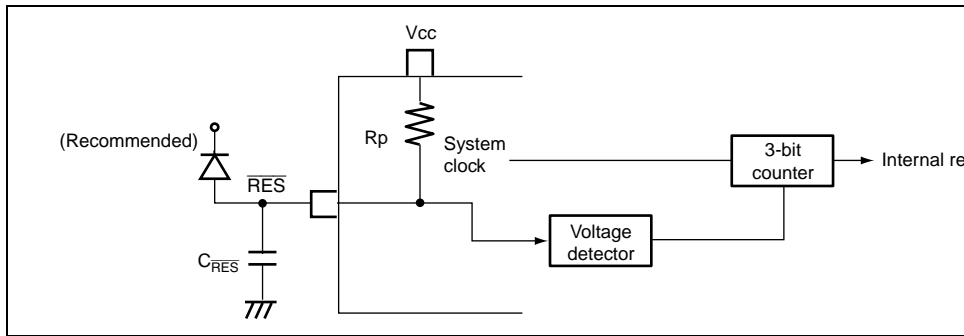 Vcc
(Recommended)
Rp
System
clock
3-bit
counter
Internal re
RES
Voltage
detector
CRES